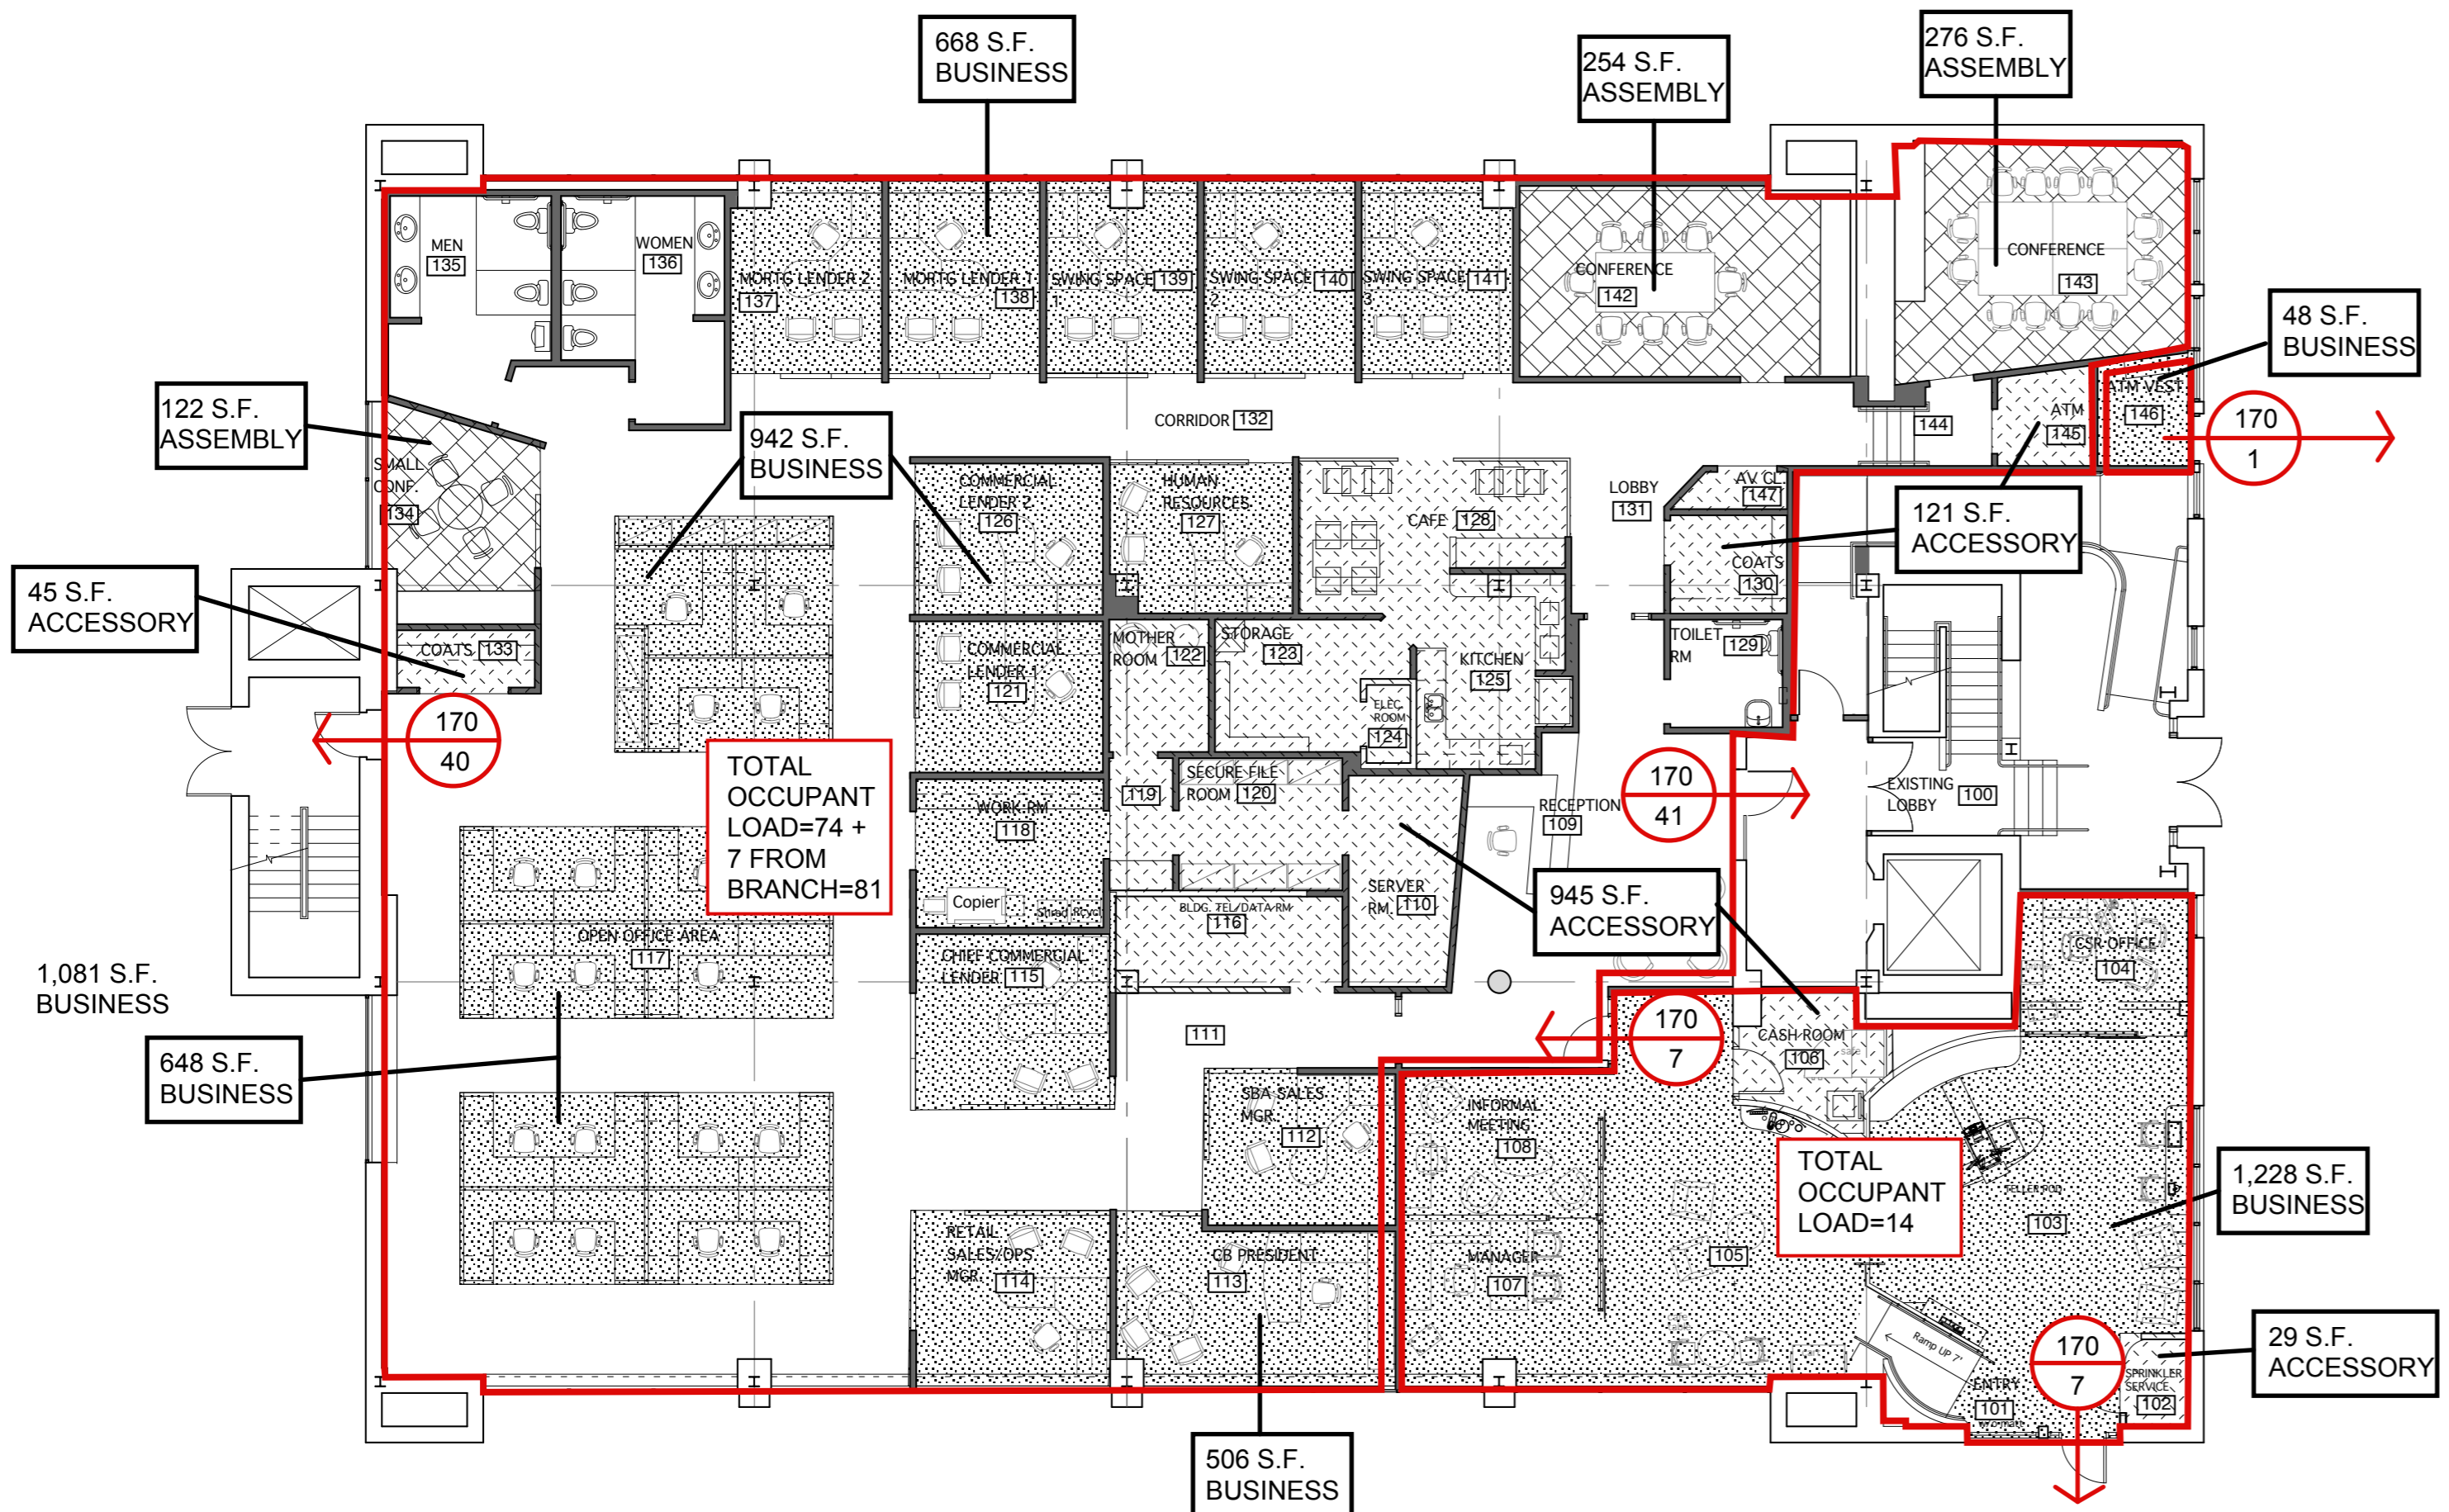 668 S.F.
BUSINESS
254 S.F.
ASSEMBLY
276 S.F.
ASSEMBLY
48 S.F.
BUSINESS
122 S.F.
ASSEMBLY
942 S.F.
BUSINESS
121 S.F.
ACCESSORY
45 S.F.
ACCESSORY
945 S.F.
ACCESSORY
1,081 S.F.
BUSINESS
648 S.F.
BUSINESS
506 S.F.
BUSINESS
1,228 S.F.
BUSINESS
29 S.F.
ACCESSORY
TOTAL
OCCUPANT
LOAD=74 +
7 FROM
BRANCH=81
TOTAL
OCCUPANT
LOAD=14
170
1
170
40
170
41
170
7
170
7
MEN
135
WOMEN
136
MORTG LENDER 2
137
MORTG LENDER 1
138
SWING SPACE 139
1
SWING SPACE 140
2
SWING SPACE 141
3
CONFERENCE
142
CONFERENCE
143
ATM VEST.
146
ATM
145
144
CORRIDOR 132
SMALL
CONF.
134
COMMERCIAL
LENDER 2
126
HUMAN
RESOURCES
127
CAFE 128
LOBBY
131
AV CL.
147
COATS
130
COATS 133
COMMERCIAL
LENDER 1
121
MOTHER
ROOM 122
STORAGE
123
KITCHEN
125
ELEC
ROOM
124
TOILET
RM
129
WORK RM
118
Copier
Shred
119
SECURE FILE
ROOM 120
RECEPTION
109
EXISTING
LOBBY
100
SERVER
RM. 110
BLDG. TEL/DATA RM
116
OPEN OFFICE AREA
117
CHIEF COMMERCIAL
LENDER 115
CSR OFFICE
104
111
CASH ROOM
106
safe
SBA SALES
MGR.
112
INFORMAL
MEETING
108
TELLER POD
103
RETAIL
SALES/OPS
MGR.
114
CB PRESIDENT
113
MANAGER
107
105
Ramp UP 7'
ENTRY
101
SPRINKLER
SERVICE
102